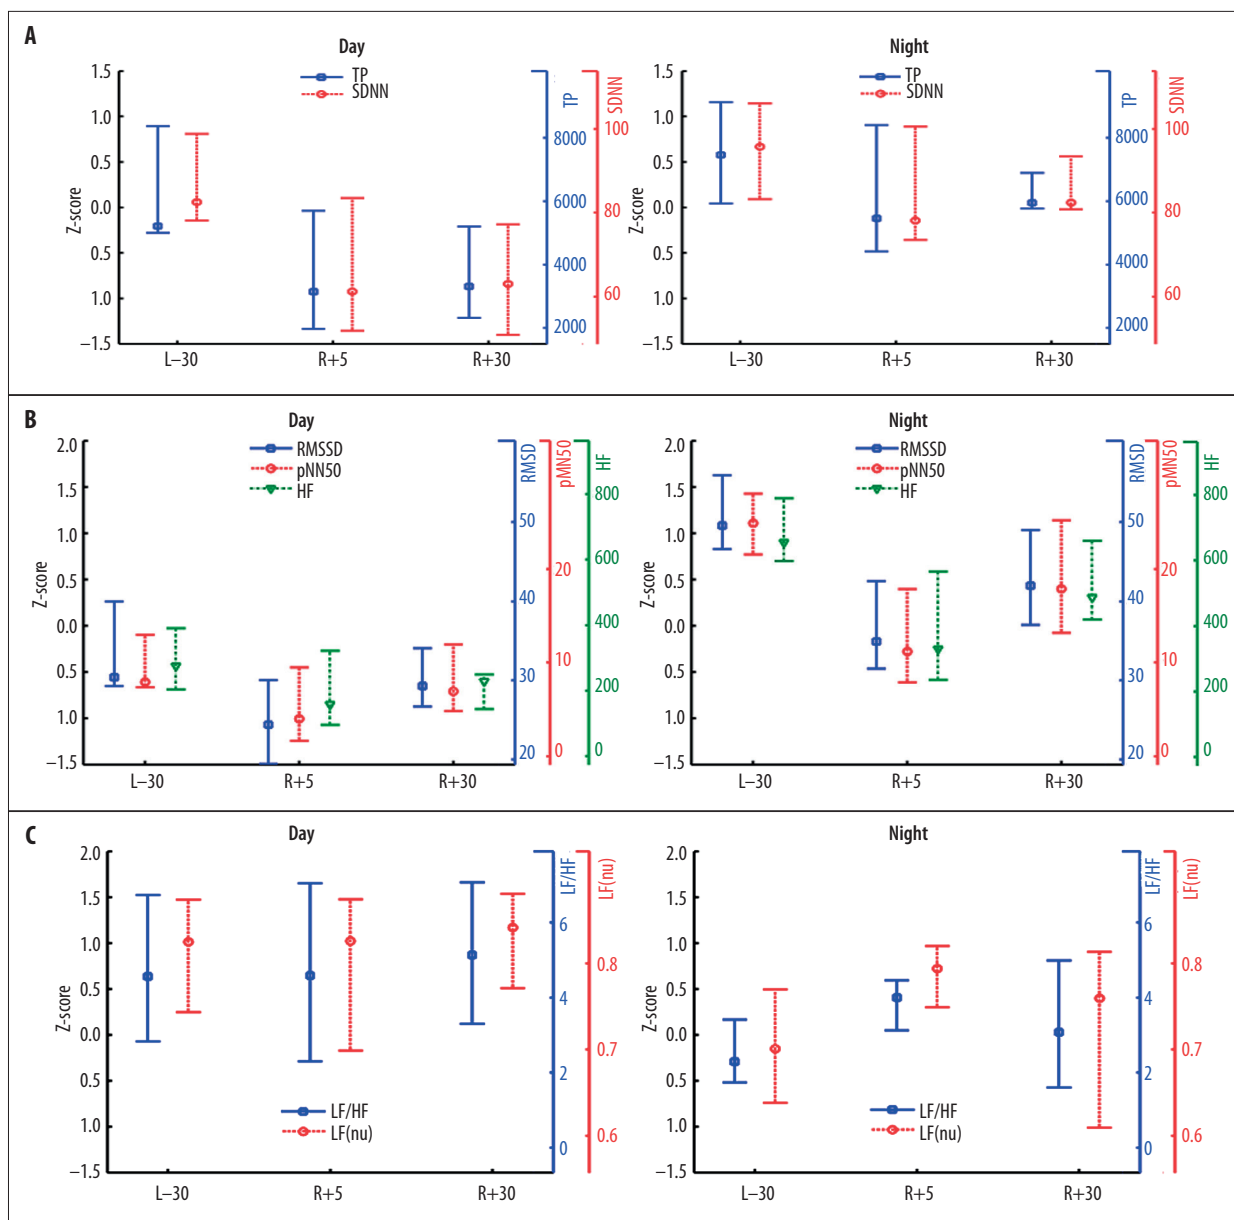 A
Day
TP
SDNN
Z-score
1.5
1.0
0.5
0.0
0.5
1.0
−1.5
L−30
R+5
R+30
TP
8000
6000
4000
2000
SDNN
100
80
60
Night
TP
SDNN
Z-score
1.5
1.0
0.5
0.0
0.5
1.0
−1.5
L−30
R+5
R+30
TP
8000
6000
4000
2000
SDNN
100
80
60
B
Day
RMSSD
pNN50
HF
Z-score
2.0
1.5
1.0
0.5
0.0
0.5
1.0
−1.5
L−30
R+5
R+30
RMSD
50
40
30
20
pMN50
20
10
0
HF
800
600
400
200
0
Night
RMSSD
pNN50
HF
Z-score
2.0
1.5
1.0
0.5
0.0
0.5
1.0
−1.5
L−30
R+5
R+30
RMSD
50
40
30
20
pMN50
20
10
0
HF
800
600
400
200
0
C
Day
LF/HF
LF(nu)
Z-score
2.0
1.5
1.0
0.5
0.0
0.5
1.0
−1.5
L−30
R+5
R+30
LF/HF
6
4
2
0
LF(nu)
0.8
0.7
0.6
Night
LF/HF
LF(nu)
Z-score
2.0
1.5
1.0
0.5
0.0
0.5
1.0
−1.5
L−30
R+5
R+30
LF/HF
6
4
2
0
LF(nu)
0.8
0.7
0.6